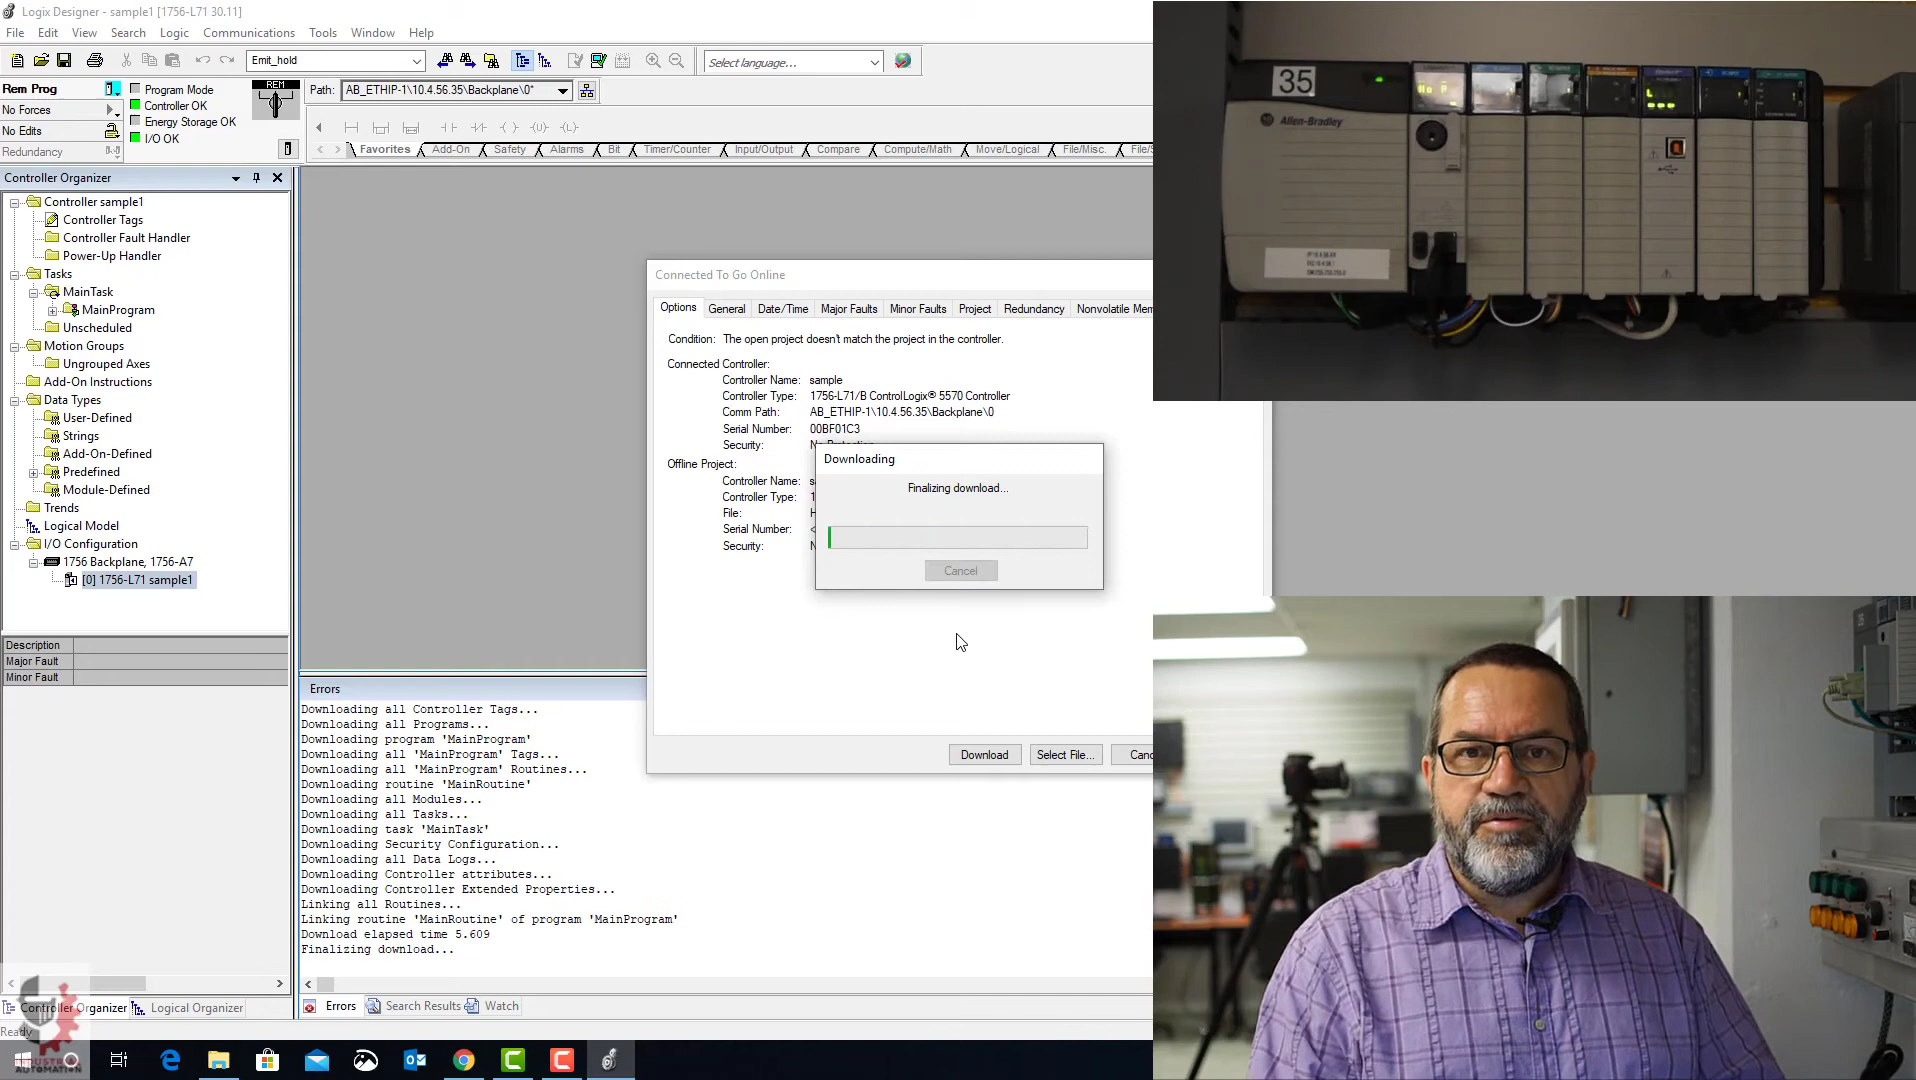 Logix Designer - sample1 [1756-L71 30.11]
File Edit View Search Logic Communications Tools Window Help
Emit_hold
Select language...
Rem Prog
No Forces
No Edits
Redundancy
Program Mode
Controller OK
Energy Storage OK
I/O OK
REM
Path: AB_ETHIP-1\10.4.56.35\Backplane\0*
Favorites Add-On Safety Alarms Bit Timer/Counter Input/Output Compare Compute/Math Move/Logical File/Misc. File/
Controller Organizer
Controller sample1
Controller Tags
Controller Fault Handler
Power-Up Handler
Tasks
MainTask
MainProgram
Unscheduled
Motion Groups
Ungrouped Axes
Add-On Instructions
Data Types
User-Defined
Strings
Add-On-Defined
Predefined
Module-Defined
Trends
Logical Model
I/O Configuration
1756 Backplane, 1756-A7
[0] 1756-L71 sample1
Description
Major Fault
Minor Fault
Controller Organizer Logical Organizer
Ready
Connected To Go Online
Options General Date/Time Major Faults Minor Faults Project Redundancy Nonvolatile Mem
Condition: The open project doesn't match the project in the controller.
Connected Controller:
Controller Name: sample
Controller Type: 1756-L71/B ControlLogix® 5570 Controller
Comm Path: AB_ETHIP-1\10.4.56.35\Backplane\0
Serial Number: 00BF01C3
Security: No Protection
Offline Project:
Controller Name: s
Controller Type: 1
File: H
Serial Number: <
Security: N
Downloading
Finalizing download...
Cancel
Download Select File... Canc
Errors
Downloading all Controller Tags...
Downloading all Programs...
Downloading program 'MainProgram'
Downloading all 'MainProgram' Tags...
Downloading all 'MainProgram' Routines...
Downloading routine 'MainRoutine'
Downloading all Modules...
Downloading all Tasks...
Downloading task 'MainTask'
Downloading Security Configuration...
Downloading all Data Logs...
Downloading Controller attributes...
Downloading Controller Extended Properties...
Linking all Routines...
Linking routine 'MainRoutine' of program 'MainProgram'
Download elapsed time 5.609
Finalizing download...
Errors Search Results Watch
35
Allen-Bradley
No P
INDUSTRIAL
AUTOMATION